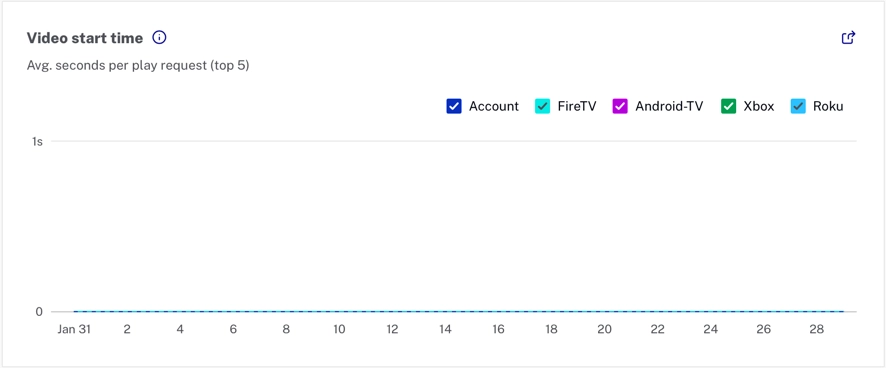 Video start time
Avg. seconds per play request (top 5)
Account FireTV Android-TV Xbox Roku
1s
0
Jan 31 2 4 6 8 10 12 14 16 18 20 22 24 26 28